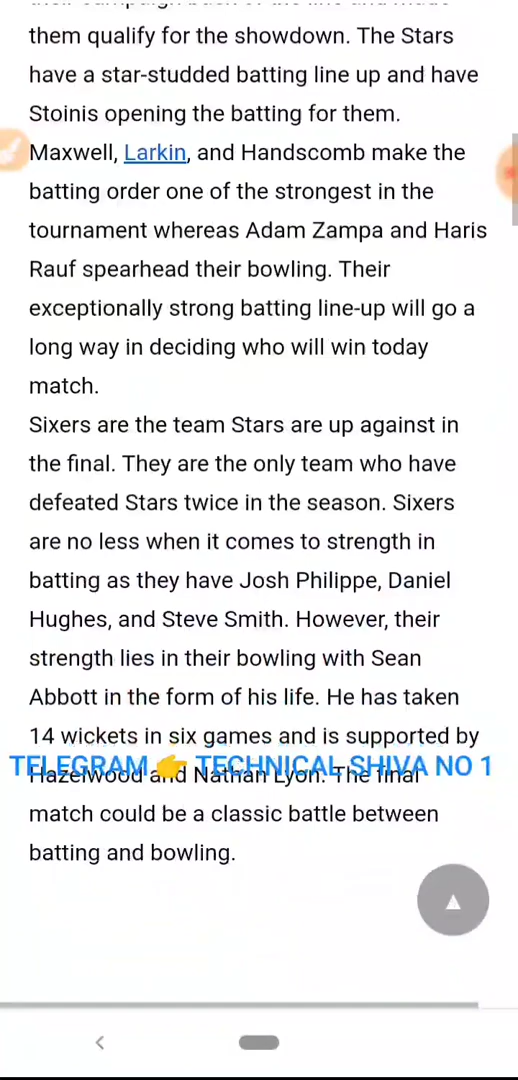 them qualify for the showdown. The Stars
have a star-studded batting line up and have
Stoinis opening the batting for them.
Maxwell, Larkin, and Handscomb make the
batting order one of the strongest in the
tournament whereas Adam Zampa and Haris
Rauf spearhead their bowling. Their
exceptionally strong batting line-up will go a
long way in deciding who will win today
match.
Sixers are the team Stars are up against in
the final. They are the only team who have
defeated Stars twice in the season. Sixers
are no less when it comes to strength in
batting as they have Josh Philippe, Daniel
Hughes, and Steve Smith. However, their
strength lies in their bowling with Sean
Abbott in the form of his life. He has taken
14 wickets in six games and is supported by
TELEGRAM 👉 TECHNICAL SHIVA NO 1
Hazelwood and Nathan Lyon. The final
match could be a classic battle between
batting and bowling.